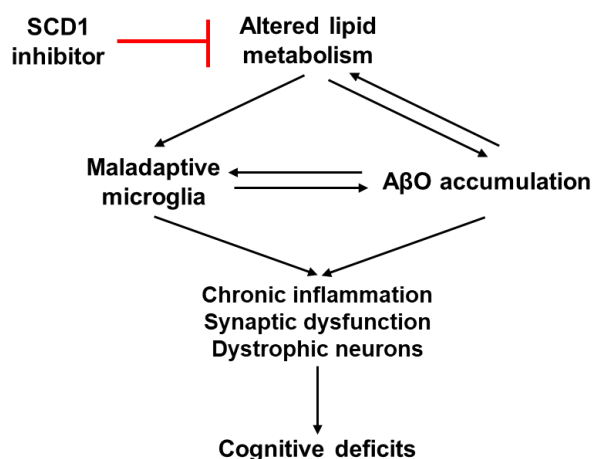 SCD1
inhibitor
Altered lipid
metabolism
Maladaptive
microglia
AβO accumulation
Chronic inflammation
Synaptic dysfunction
Dystrophic neurons
Cognitive deficits